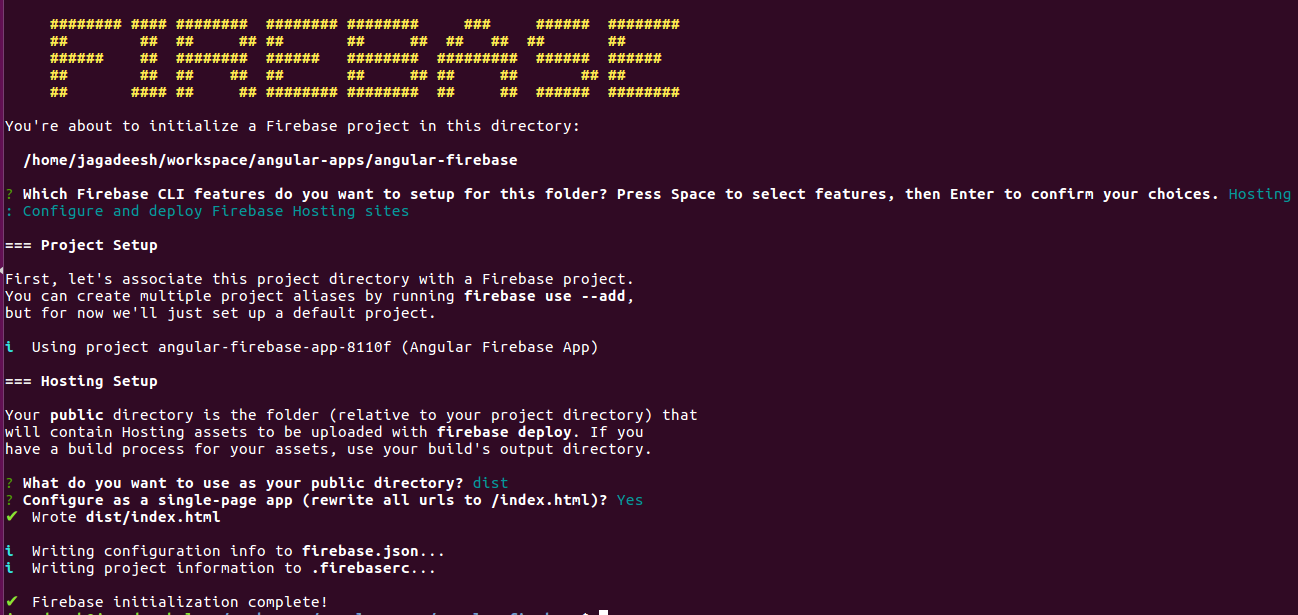 ######## #### ########  ######## ########     ###     ######  ########
##        ##  ##     ## ##       ##     ##  ##   ##  ##       ##
######    ##  ########  ######   ########  #########  ######  ######
##        ##  ##    ##  ##       ##     ## ##     ##       ## ##
##       #### ##     ## ######## ########  ##     ##  ######  ########
You're about to initialize a Firebase project in this directory:
/home/jagadeesh/workspace/angular-apps/angular-firebase
? Which Firebase CLI features do you want to setup for this folder? Press Space to select features, then Enter to confirm your choices. Hosting
: Configure and deploy Firebase Hosting sites
=== Project Setup
First, let's associate this project directory with a Firebase project.
You can create multiple project aliases by running firebase use --add,
but for now we'll just set up a default project.
i  Using project angular-firebase-app-8110f (Angular Firebase App)
=== Hosting Setup
Your public directory is the folder (relative to your project directory) that
will contain Hosting assets to be uploaded with firebase deploy. If you
have a build process for your assets, use your build's output directory.
? What do you want to use as your public directory? dist
? Configure as a single-page app (rewrite all urls to /index.html)? Yes
✔  Wrote dist/index.html
i  Writing configuration info to firebase.json...
i  Writing project information to .firebaserc...
✔  Firebase initialization complete!